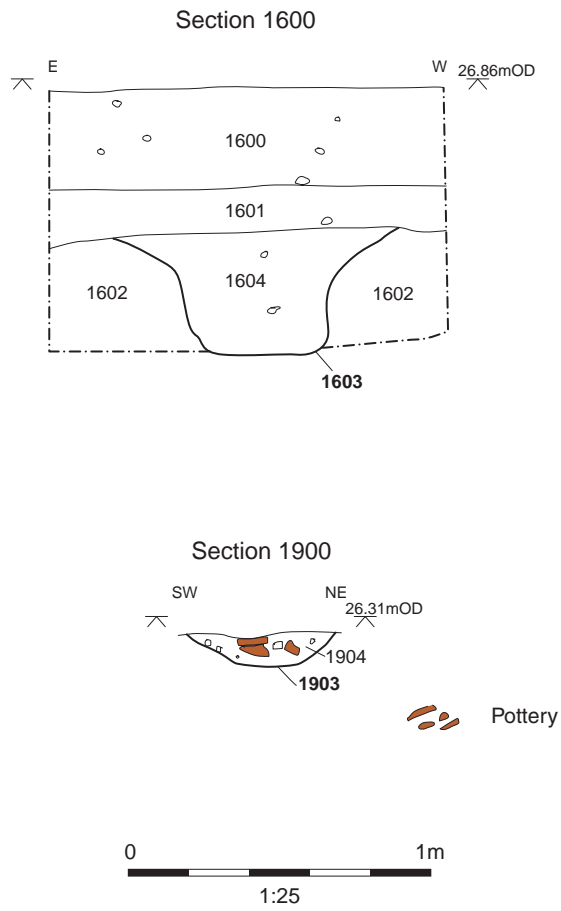 Section 1600
E W 26.86mOD
1600
1601
1602 1604 1602
1603
Section 1900
SW NE 26.31mOD
1904
1903
Pottery
0 1m
1:25